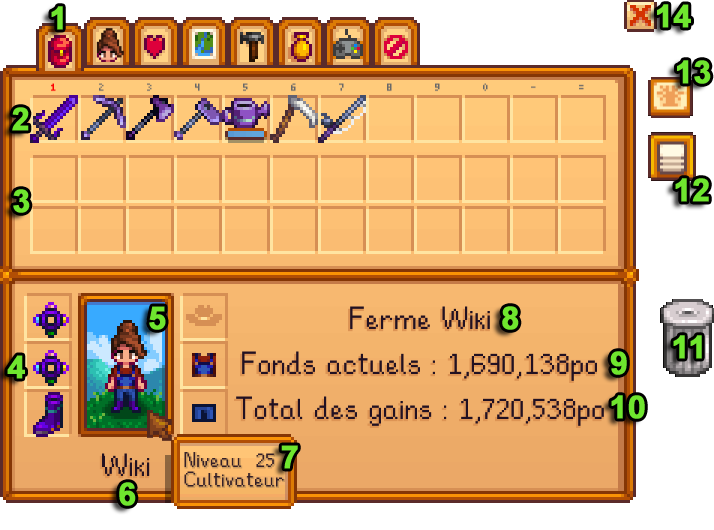 1
14
13
1 2 3 4 5 6 7 8 9 0 - =
2
12
3
5
Ferme Wiki 8
4
Fonds actuels : 1,690,138po 9
11
Total des gains : 1,720,538po 10
Wiki
6
Niveau 25 7
Cultivateur